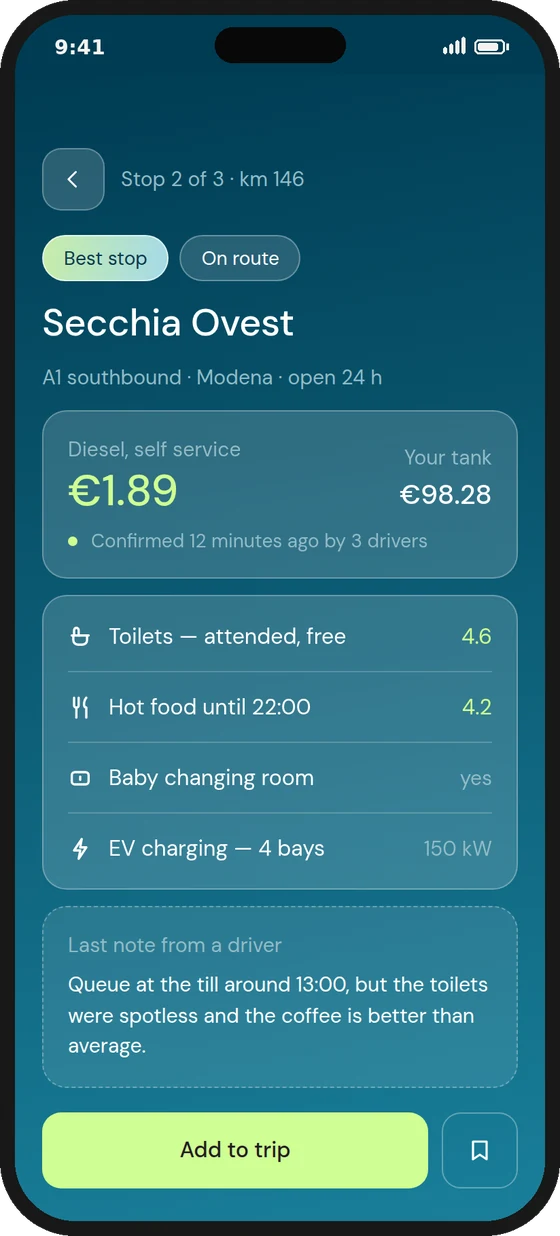 9:41
Stop 2 of 3 · km 146
Best stop
On route
Secchia Ovest
A1 southbound · Modena · open 24 h
Diesel, self service
€1.89
Your tank
€98.28
Confirmed 12 minutes ago by 3 drivers
Toilets — attended, free
4.6
Hot food until 22:00
4.2
Baby changing room
yes
EV charging — 4 bays
150 kW
Last note from a driver
Queue at the till around 13:00, but the toilets
were spotless and the coffee is better than
average.
Add to trip